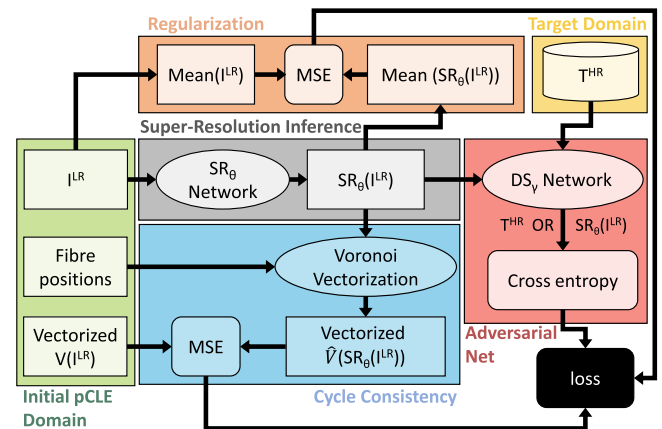 Regularization
Target Domain
Mean(I^LR)
MSE
Mean (SR_θ(I^LR))
T^HR
Super-Resolution Inference
I^LR
SR_θ
Network
SR_θ(I^LR)
DS_γ Network
T^HR OR SR_θ(I^LR)
Fibre
positions
Voronoi
Vectorization
Cross entropy
Vectorized
V(I^LR)
MSE
Vectorized
V̂(SR_θ(I^LR))
Adversarial
Net
loss
Initial pCLE
Domain
Cycle Consistency